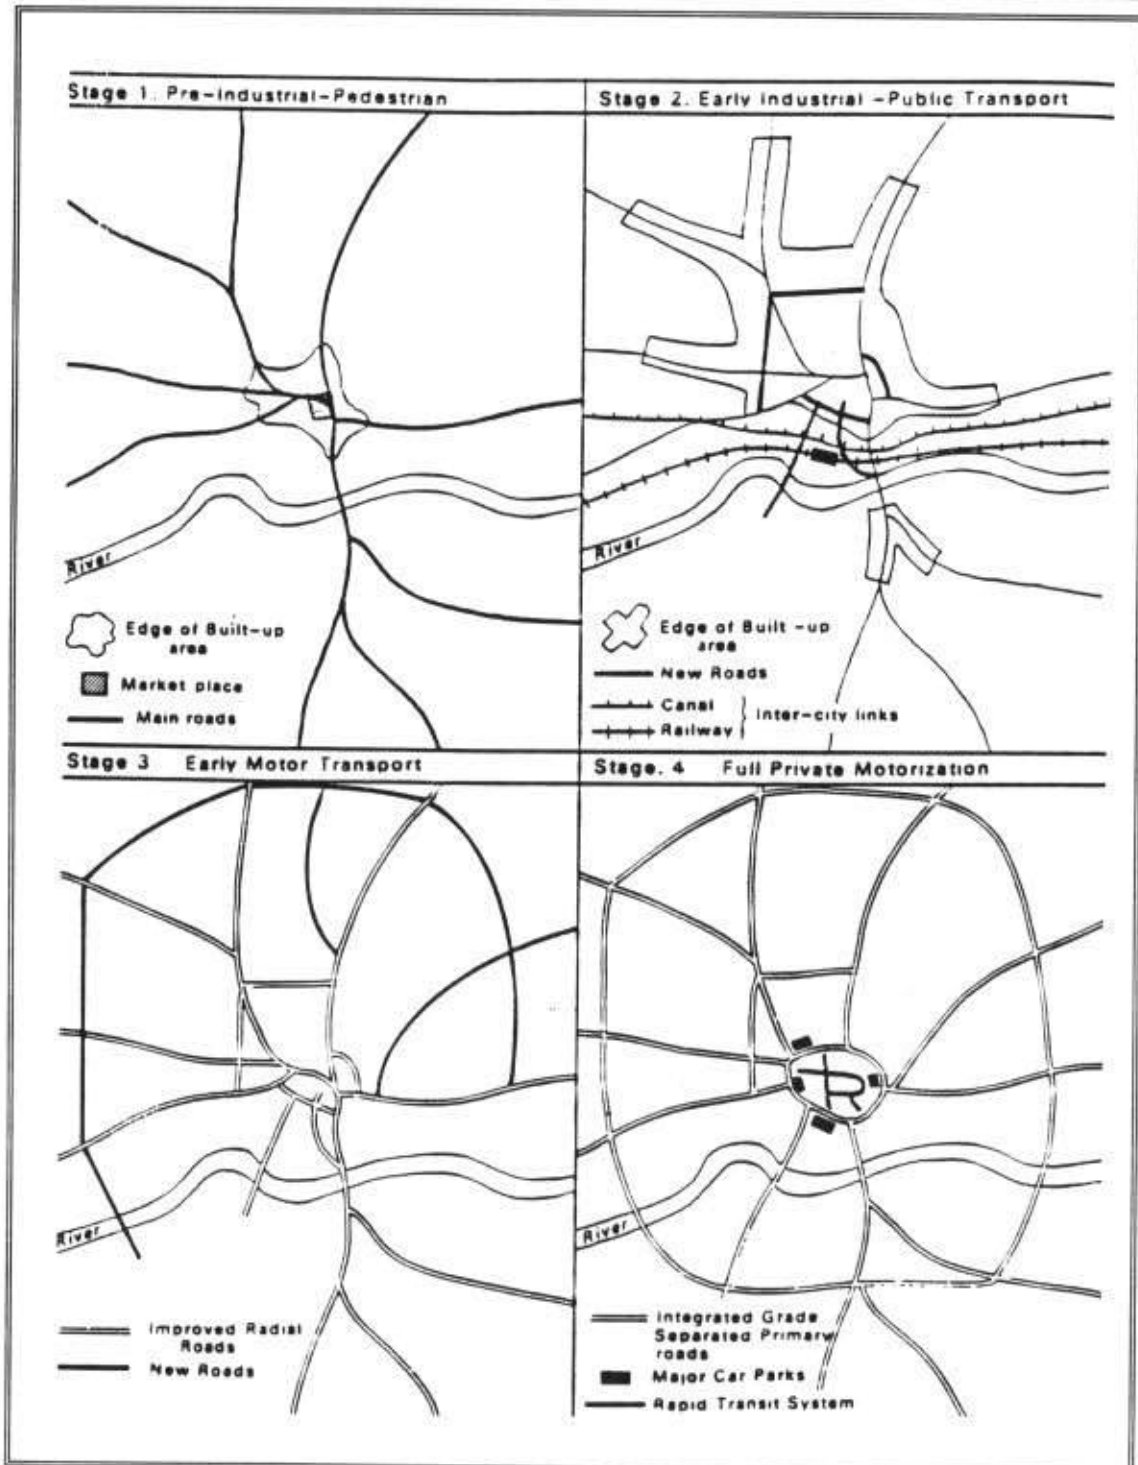 Stage 1. Pre-Industrial-Pedestrian
River
Edge of Built-up
area
Market place
Main roads
Stage 2. Early Industrial -Public Transport
River
Edge of Built -up
area
New Roads
Canal
Railway
Inter-city links
Stage 3 Early Motor Transport
River
Improved Radial
Roads
New Roads
Stage. 4 Full Private Motorization
River
Integrated Grade
Separated Primary
roads
Major Car Parks
Rapid Transit System